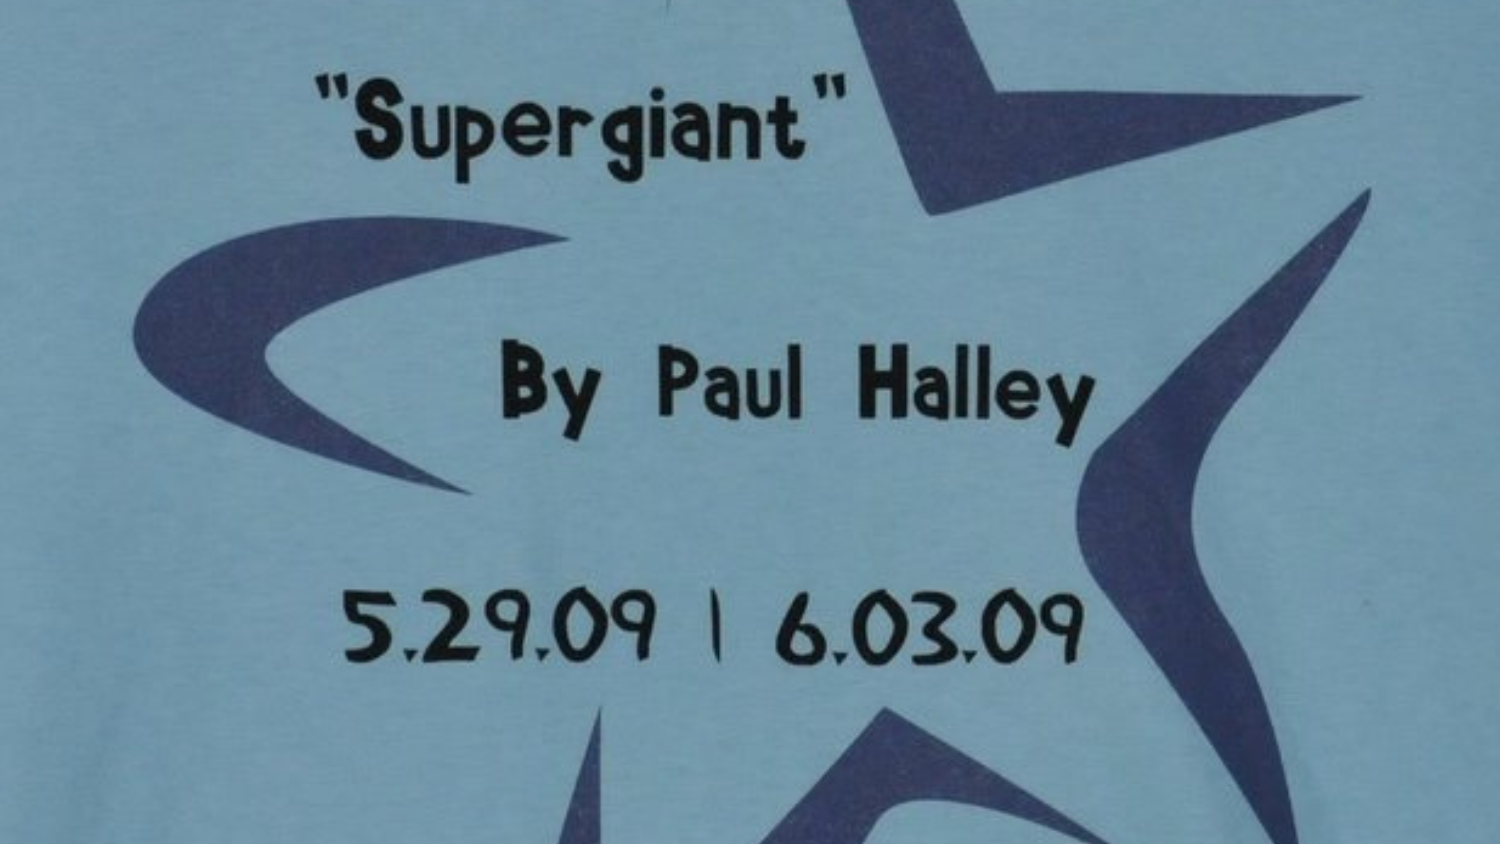 "Supergiant"
By Paul Halley
5.29.09 | 6.03.09